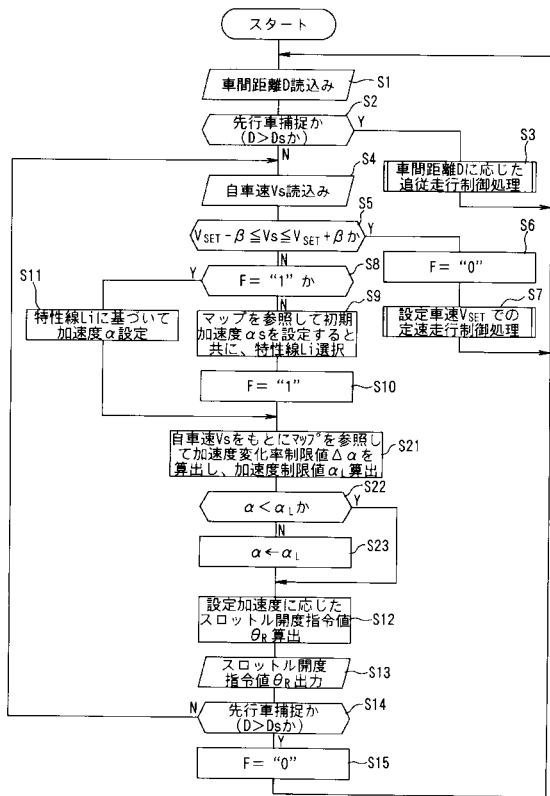 スタート
車間距離D読込み
S1
S2
先行車捕捉か
(D>Dsか)
Y
N
S3
車間距離Dに応じた
追従走行制御処理
S4
自車速Vs読込み
S5
VSET-β≦Vs≦VSET+βか
Y
N
S6
F=“0”
S7
設定車速VSETでの
定速走行制御処理
S8
F=“1”か
Y
N
S11
特性線Liに基づいて
加速度α設定
S9
マップを参照して初期
加速度αsを設定すると
共に、特性線Li選択
F=“1”
S10
自車速Vsをもとにマップを参照し
て加速度変化率制限値Δαを
算出し、加速度制限値αL算出
S21
S22
α<αLか
Y
N
α←αL
S23
設定加速度に応じた
スロットル開度指令値
θR算出
S12
スロットル開度
指令値θR出力
S13
S14
先行車捕捉か
(D>Dsか)
N
Y
F=“0”
S15